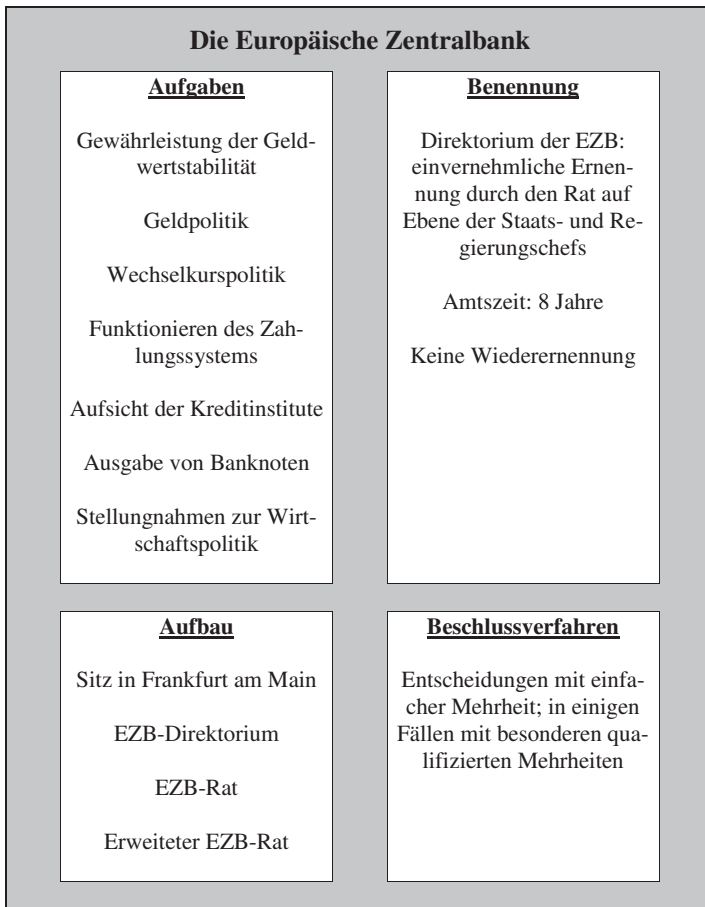 Die Europäische Zentralbank
Aufgaben
Gewährleistung der Geld-
wertstabilität
Geldpolitik
Wechselkurspolitik
Funktionieren des Zah-
lungssystems
Aufsicht der Kreditinstitute
Ausgabe von Banknoten
Stellungnahmen zur Wirt-
schaftspolitik
Benennung
Direktorium der EZB:
einvernehmliche Ernen-
nung durch den Rat auf
Ebene der Staats- und Re-
gierungschefs
Amtszeit: 8 Jahre
Keine Wiederernennung
Aufbau
Sitz in Frankfurt am Main
EZB-Direktorium
EZB-Rat
Erweiteter EZB-Rat
Beschlussverfahren
Entscheidungen mit einfa-
cher Mehrheit; in einigen
Fällen mit besonderen qua-
lifizierten Mehrheiten